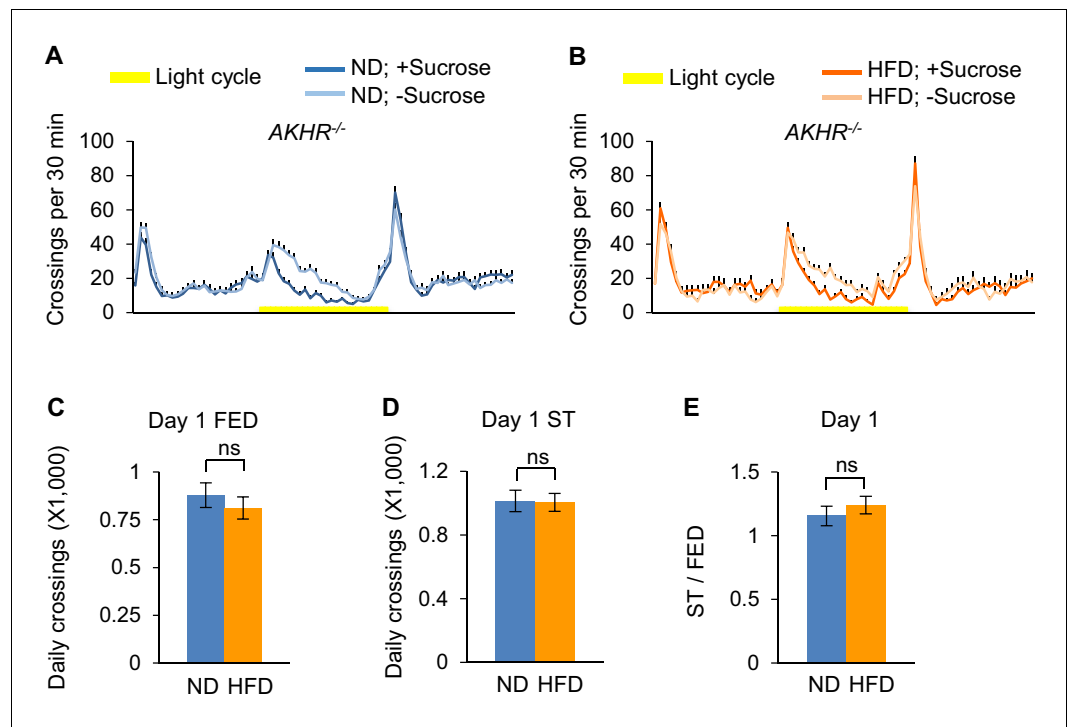 A
Light cycle
ND; +Sucrose
ND; -Sucrose
AKHR-/-
Crossings per 30 min
100
80
60
40
20
0
B
Light cycle
HFD; +Sucrose
HFD; -Sucrose
AKHR-/-
Crossings per 30 min
100
80
60
40
20
0
C
Day 1 FED
ns
Daily crossings (X1,000)
1
0.75
0.5
0.25
0
ND HFD
D
Day 1 ST
ns
Daily crossings (X1,000)
1.2
0.8
0.4
0
ND HFD
E
Day 1
ns
ST / FED
1.5
1
0.5
0
ND HFD